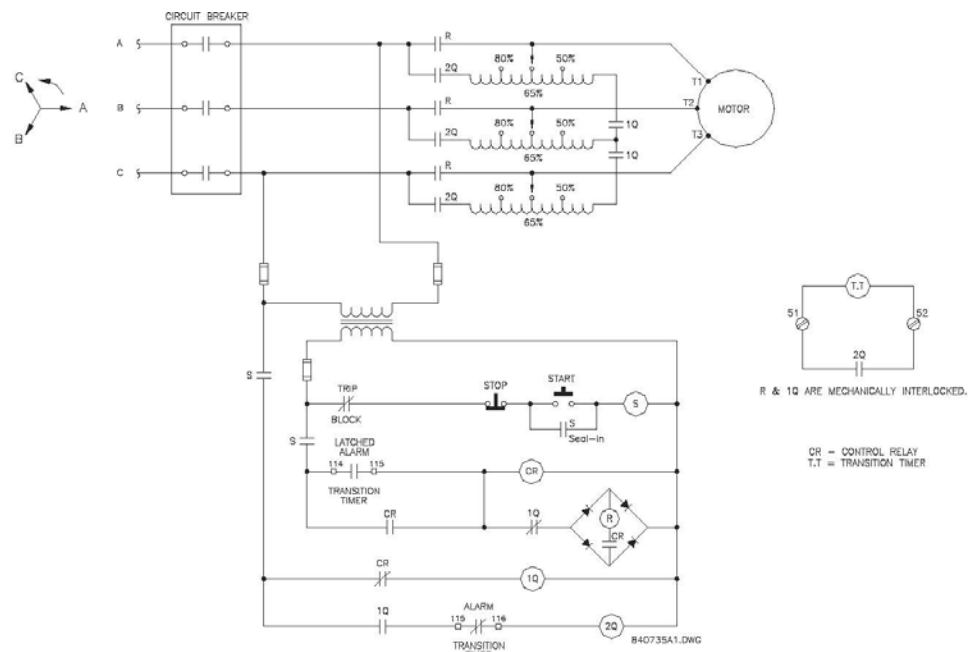 CIRCUIT BREAKER
A
R
80%
50%
2Q
65%
T1
C
A
B
B
R
80%
50%
2Q
65%
1Q
T2
MOTOR
T3
1Q
C
R
80%
50%
2Q
65%
T.T
51
52
2Q
R & 1Q ARE MECHANICALLY INTERLOCKED.
S
TRIP
BLOCK
STOP
START
S
S
Seal-in
CR - CONTROL RELAY
T.T = TRANSITION TIMER
S
LATCHED
ALARM
114
115
TRANSITION
TIMER
CR
CR
1Q
R
CR
CR
1Q
1Q
ALARM
115
116
TRANSITION
2Q
840735A1.DWG